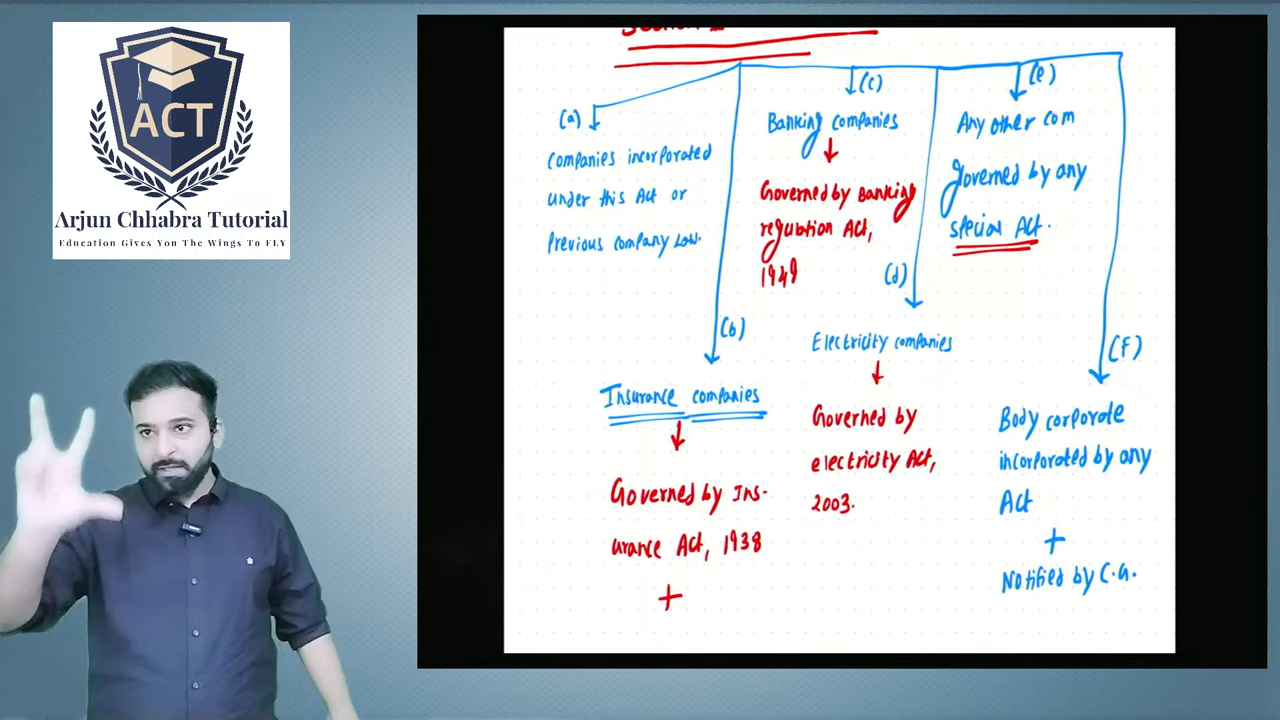 ACT
Arjun Chhabra Tutorial
Education Gives You The Wings To FLY
(a)
companies incorporated
under this Act or
Previous company Law.
(b)
Insurance companies
Governed by Ins-
urance Act, 1938
+
(c)
Banking companies
Governed by Banking
regulation Act,
1949
(d)
Electricity companies
Governed by
electricity Act,
2003.
(e)
Any other com
governed by any
special Act.
(f)
Body corporate
incorporated by any
Act
+
Notified by C.G.